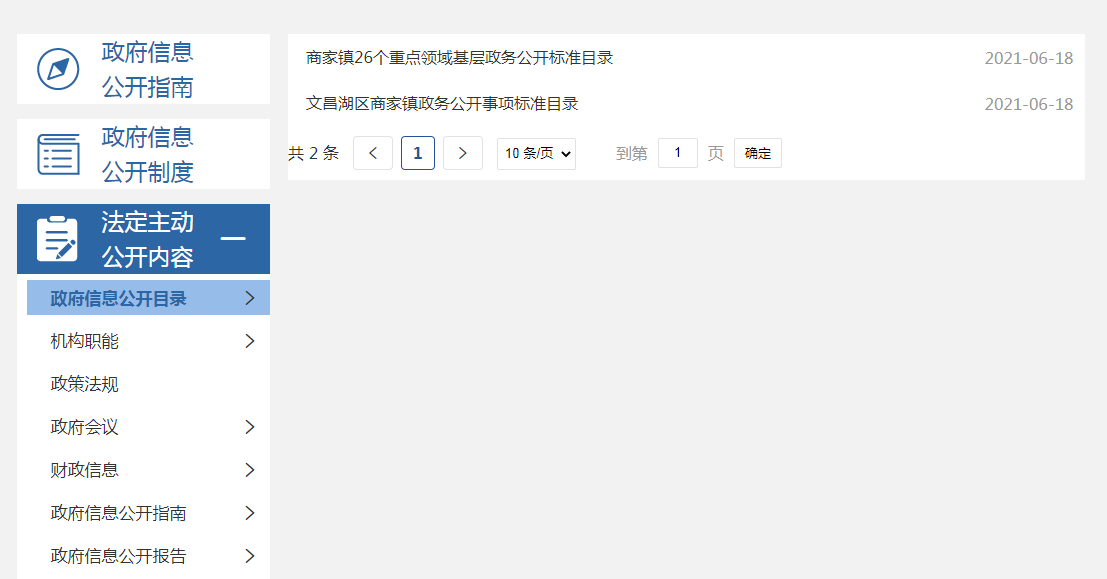 政府信息
公开指南
政府信息
公开制度
法定主动
公开内容
政府信息公开目录
机构职能
政策法规
政府会议
财政信息
政府信息公开指南
政府信息公开报告
商家镇26个重点领域基层政务公开标准目录 2021-06-18
文昌湖区商家镇政务公开事项标准目录 2021-06-18
共 2 条 1 10 条/页 到第 1 页 确定